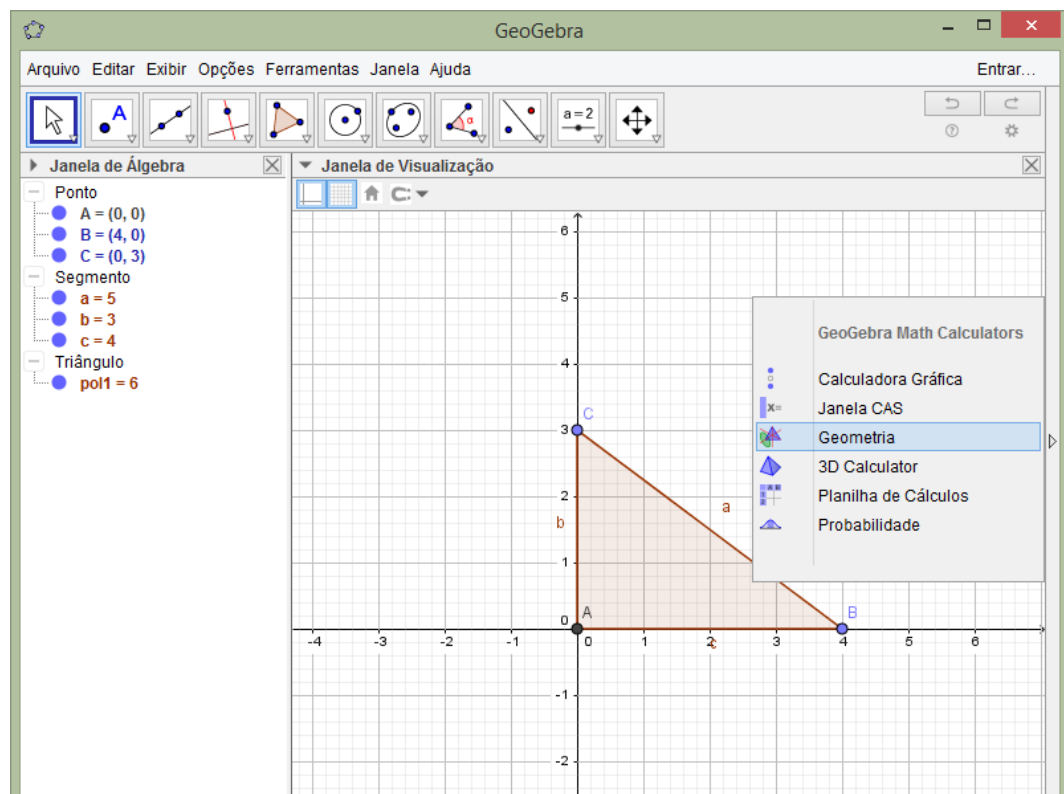 GeoGebra
Arquivo Editar Exibir Opções Ferramentas Janela Ajuda
Entrar...
A
α
a=2
Janela de Álgebra
Janela de Visualização
Ponto
A = (0, 0)
B = (4, 0)
C = (0, 3)
Segmento
a = 5
b = 3
c = 4
Triângulo
pol1 = 6
6
5
4
3
2
1
0
-1
-2
-4 -3 -2 -1 0 1 2 3 4 5 6
C
a
b
A
B
c
GeoGebra Math Calculators
Calculadora Gráfica
x=
Janela CAS
Geometria
3D Calculator
Planilha de Cálculos
Probabilidade